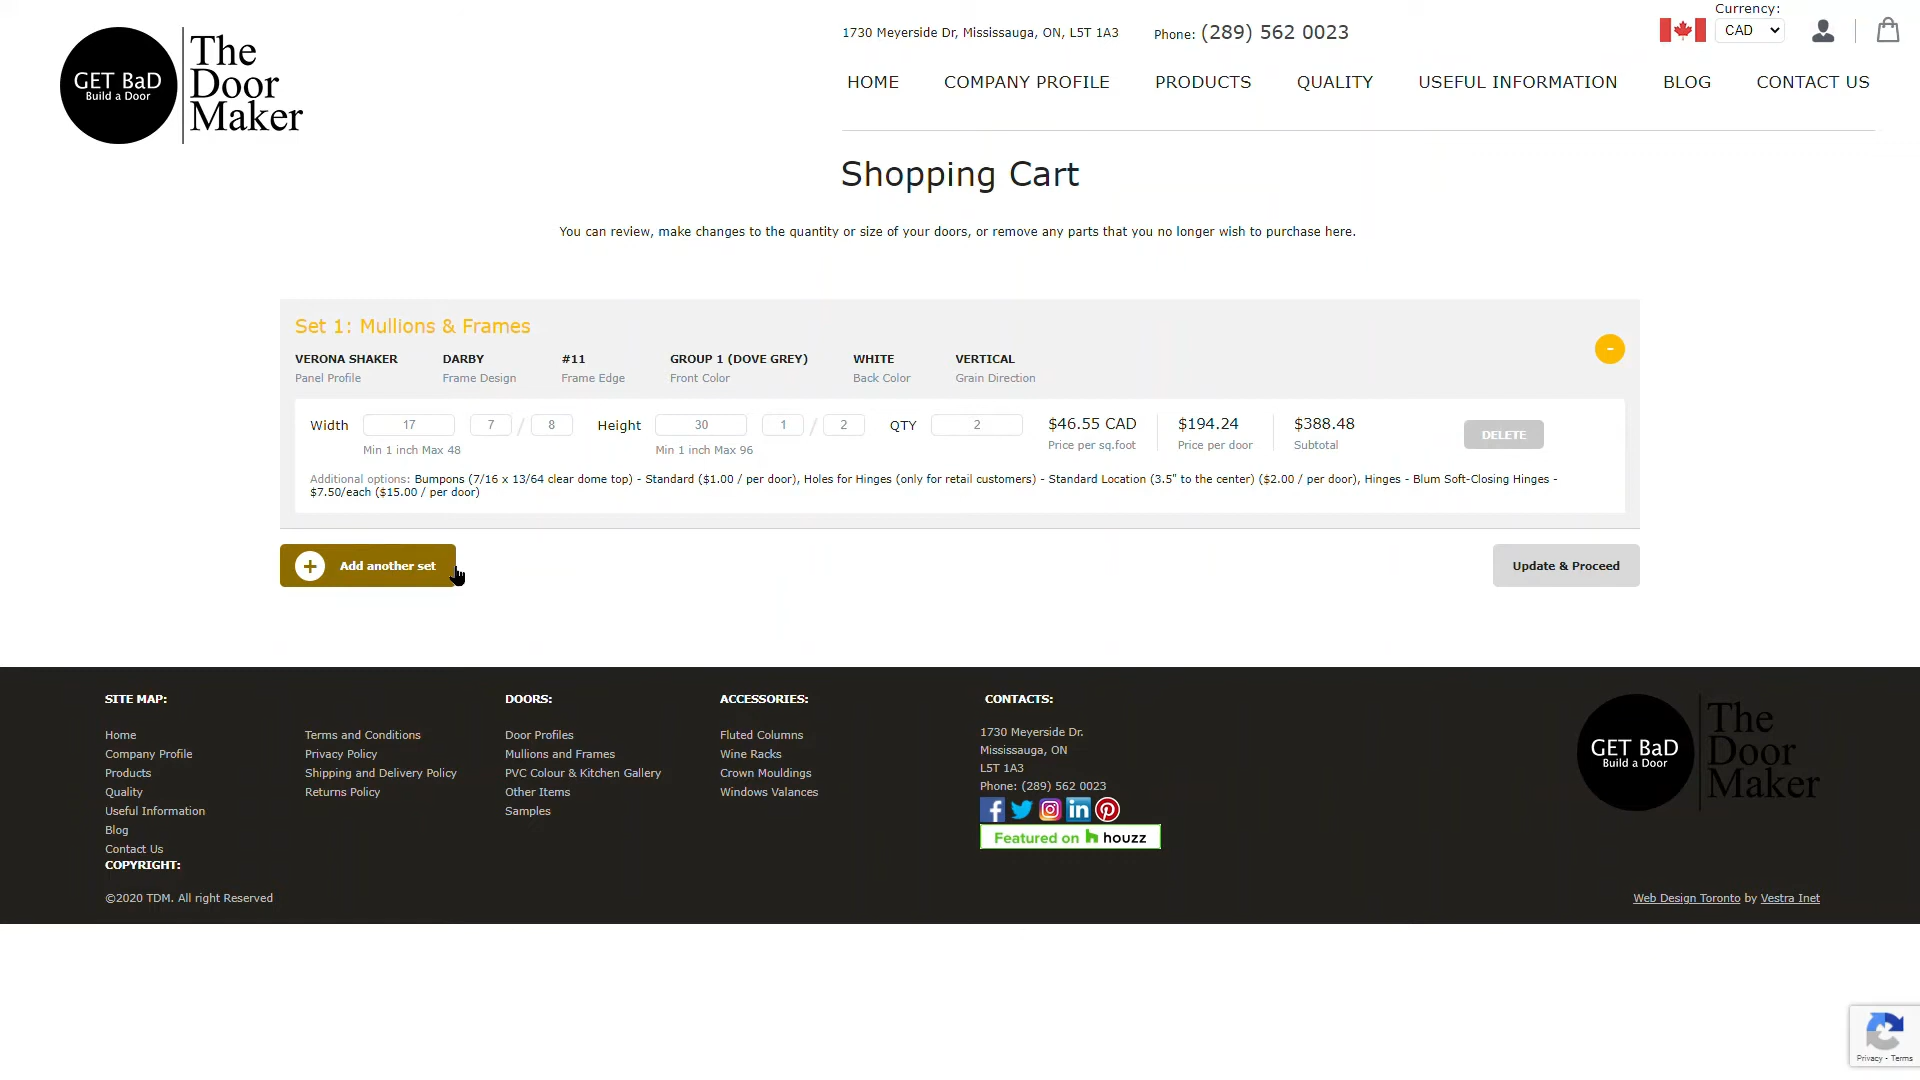 Currency:
1730 Meyerside Dr, Mississauga, ON, L5T 1A3
Phone: (289) 562 0023
CAD
GET BaD
Build a Door
The
Door
Maker
HOME
COMPANY PROFILE
PRODUCTS
QUALITY
USEFUL INFORMATION
BLOG
CONTACT US
Shopping Cart
You can review, make changes to the quantity or size of your doors, or remove any parts that you no longer wish to purchase here.
Set 1: Mullions & Frames
-
VERONA SHAKER
Panel Profile
DARBY
Frame Design
#11
Frame Edge
GROUP 1 (DOVE GREY)
Front Color
WHITE
Back Color
VERTICAL
Grain Direction
Width 17 7 / 8 Height 30 1 / 2 QTY 2
Min 1 inch Max 48
Min 1 inch Max 96
$46.55 CAD
Price per sq.foot
$194.24
Price per door
$388.48
Subtotal
DELETE
Additional options: Bumpons (7/16 x 13/64 clear dome top) - Standard ($1.00 / per door), Holes for Hinges (only for retail customers) - Standard Location (3.5" to the center) ($2.00 / per door), Hinges - Blum Soft-Closing Hinges -
$7.50/each ($15.00 / per door)
+ Add another set
Update & Proceed
SITE MAP:
Home
Company Profile
Products
Quality
Useful Information
Blog
Contact Us
Terms and Conditions
Privacy Policy
Shipping and Delivery Policy
Returns Policy
DOORS:
Door Profiles
Mullions and Frames
PVC Colour & Kitchen Gallery
Other Items
Samples
ACCESSORIES:
Fluted Columns
Wine Racks
Crown Mouldings
Windows Valances
CONTACTS:
1730 Meyerside Dr.
Mississauga, ON
L5T 1A3
Phone: (289) 562 0023
Featured on houzz
GET BaD
Build a Door
The
Door
Maker
COPYRIGHT:
©2020 TDM. All right Reserved
Web Design Toronto by Vestra Inet
Privacy - Terms